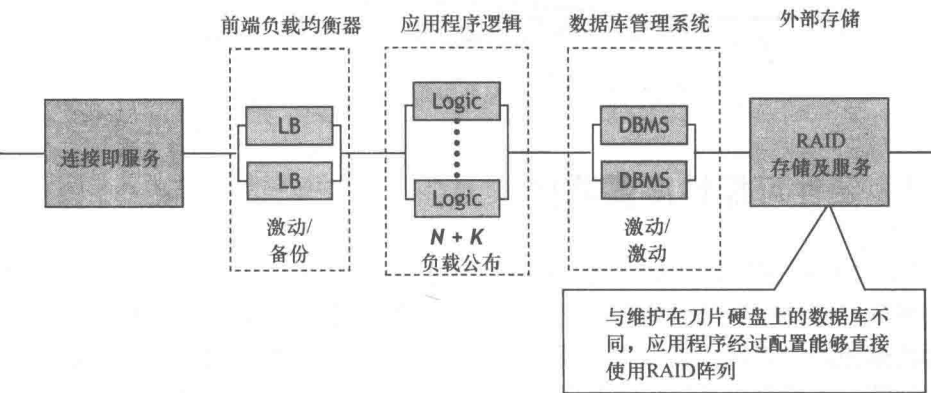 前端负载均衡器
应用程序逻辑
数据库管理系统
外部存储
连接即服务
LB
LB
激动/
备份
Logic
Logic
N + K
负载公布
DBMS
DBMS
激动/
激动
RAID
存储及服务
与维护在刀片硬盘上的数据库不
同，应用程序经过配置能够直接
使用RAID阵列